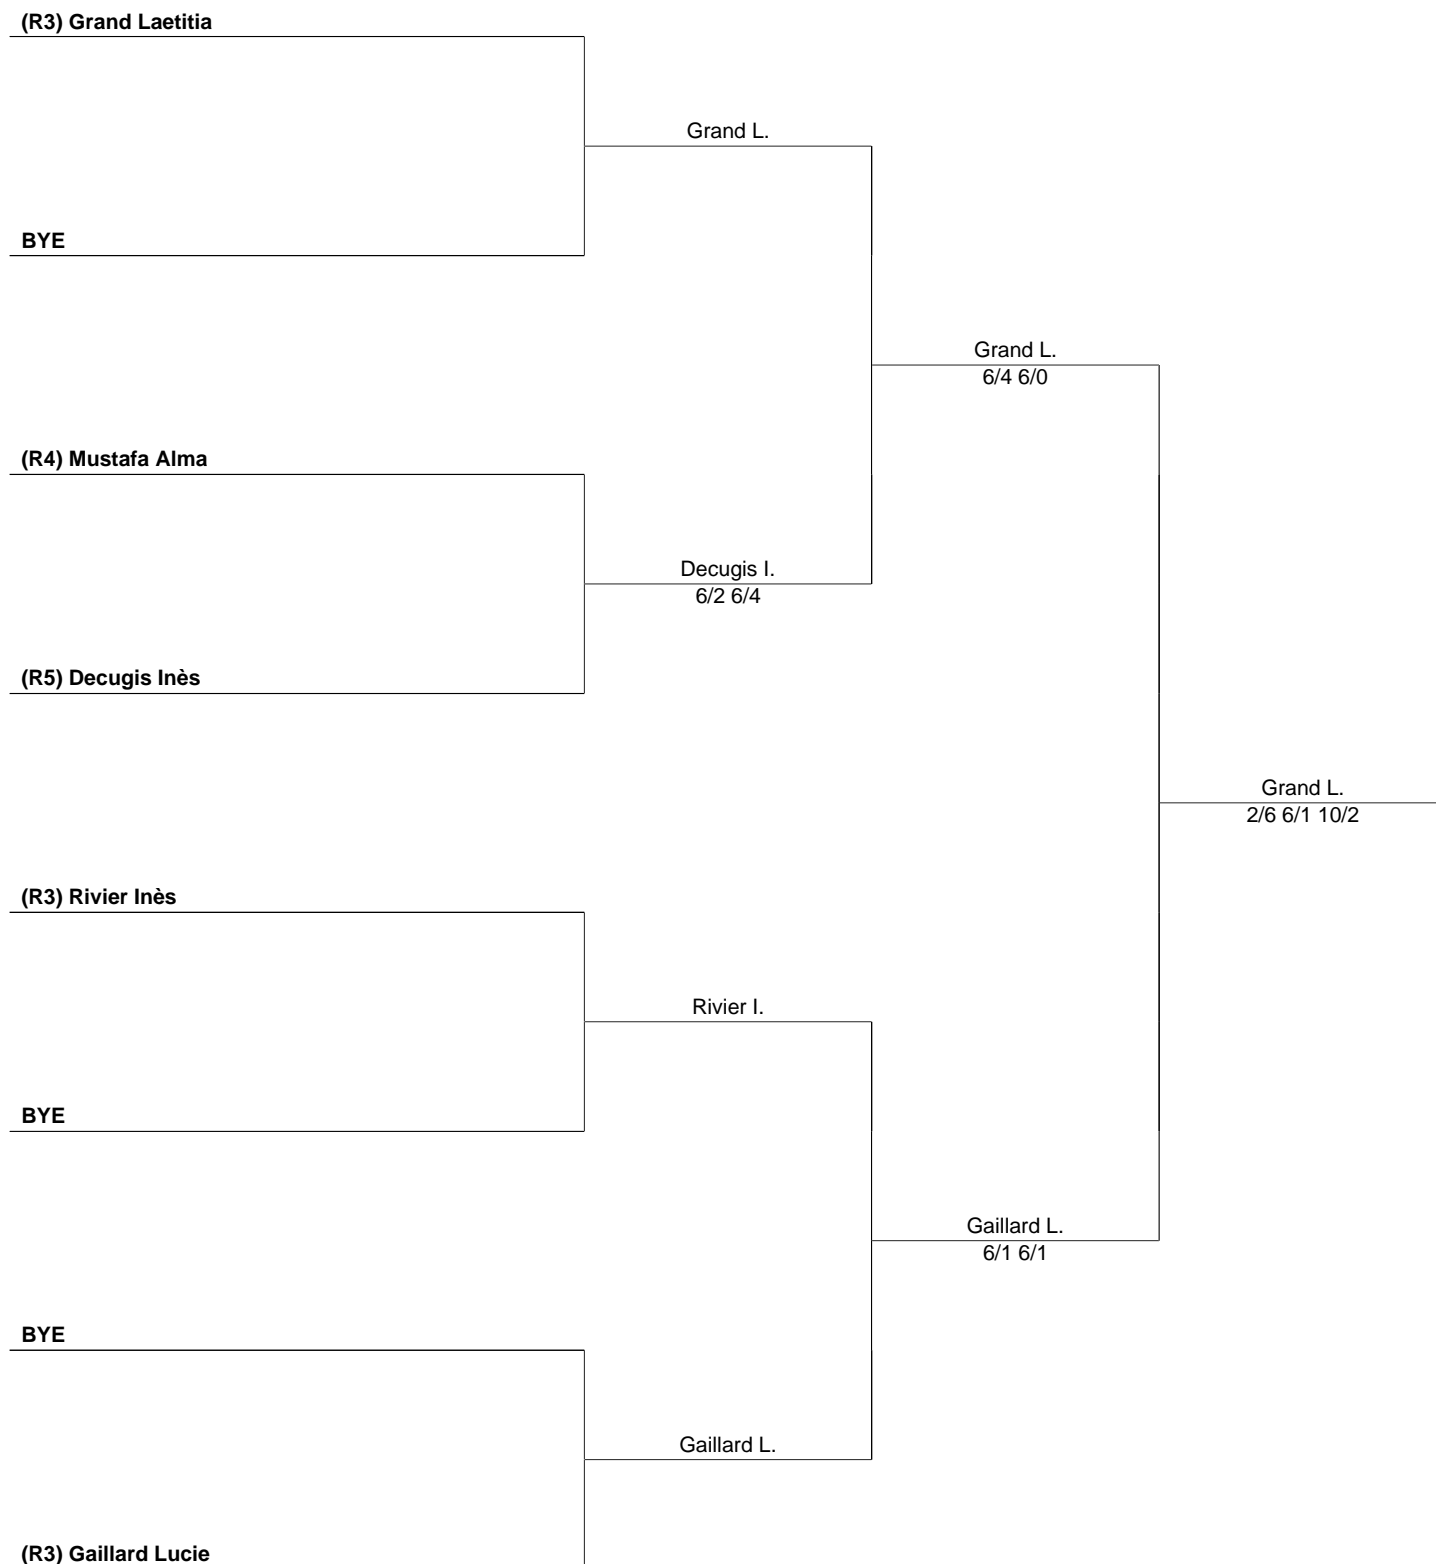 (R3) Grand Laetitia
Grand L.
BYE
Grand L.
6/4 6/0
(R4) Mustafa Alma
Decugis I.
6/2 6/4
(R5) Decugis Inès
Grand L.
2/6 6/1 10/2
(R3) Rivier Inès
Rivier I.
BYE
Gaillard L.
6/1 6/1
BYE
Gaillard L.
(R3) Gaillard Lucie